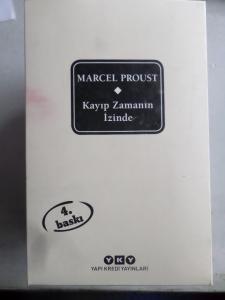 MARCEL PROUST
Kayıp Zamanın
İzinde
4.
baskı
YKY
YAPI KREDİ YAYINLARI